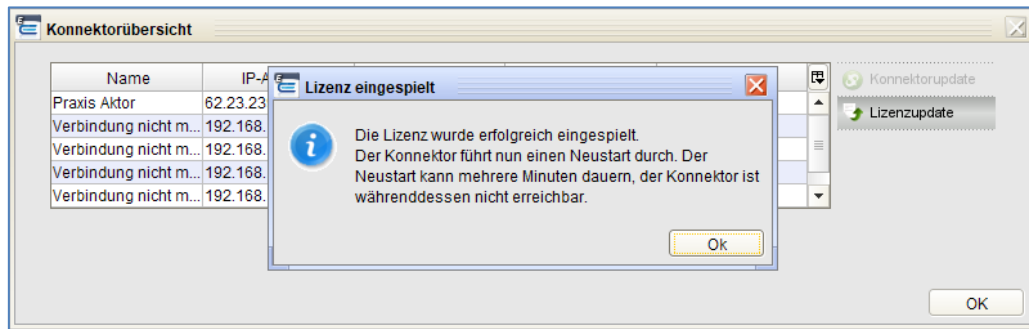 Konnektorübersicht
Name IP-A
Praxis Aktor 62.23.23
Verbindung nicht m... 192.168.
Verbindung nicht m... 192.168.
Verbindung nicht m... 192.168.
Verbindung nicht m... 192.168.
Konnektorupdate
Lizenzupdate
Lizenz eingespielt
Die Lizenz wurde erfolgreich eingespielt.
Der Konnektor führt nun einen Neustart durch. Der
Neustart kann mehrere Minuten dauern, der Konnektor ist
währenddessen nicht erreichbar.
Ok
OK